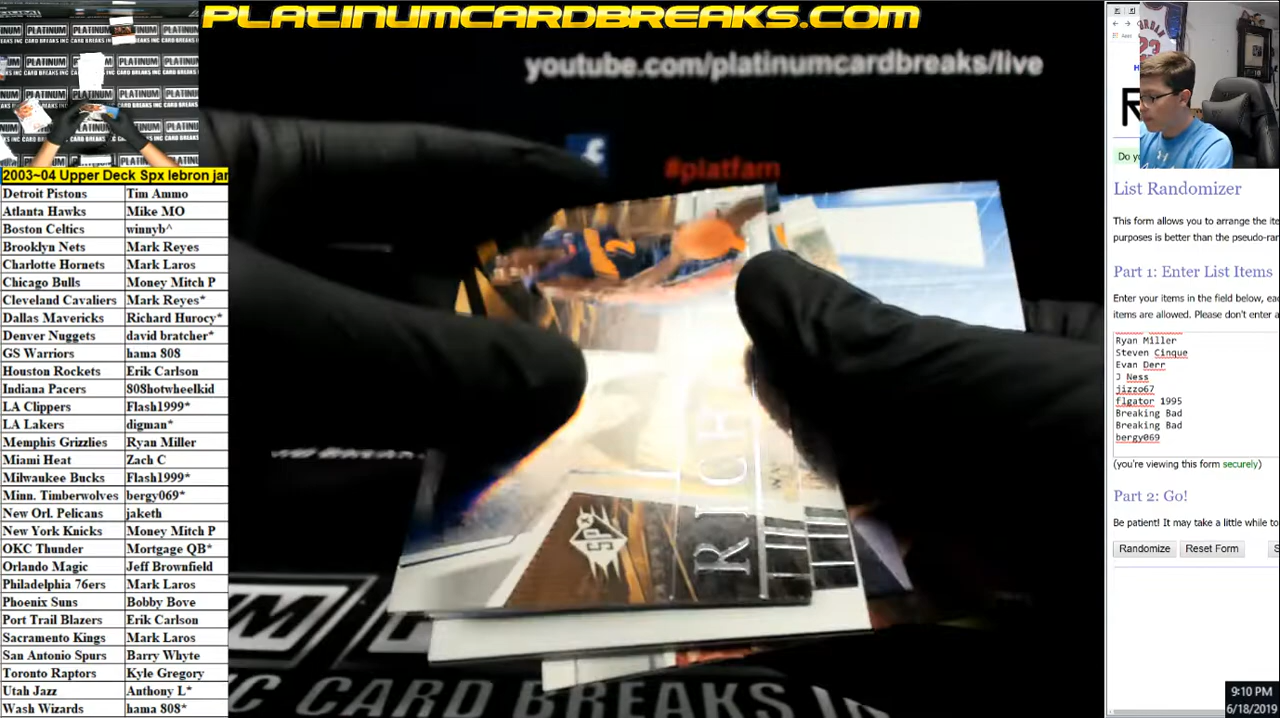 PLATINUMCARDBREAKS.COM
youtube.com/platinumcardbreaks/live
#platfam
2003~04 Upper Deck Spx lebron jar
Detroit Pistons Tim Ammo
Atlanta Hawks Mike MO
Boston Celtics winnyb^
Brooklyn Nets Mark Reyes
Charlotte Hornets Mark Laros
Chicago Bulls Money Mitch P
Cleveland Cavaliers Mark Reyes*
Dallas Mavericks Richard Hurocy*
Denver Nuggets david bratcher*
GS Warriors hama 808
Houston Rockets Erik Carlson
Indiana Pacers 808hotwheelkid
LA Clippers Flash1999*
LA Lakers digman*
Memphis Grizzlies Ryan Miller
Miami Heat Zach C
Milwaukee Bucks Flash1999*
Minn. Timberwolves bergy069*
New Orl. Pelicans jaketh
New York Knicks Money Mitch P
OKC Thunder Mortgage QB*
Orlando Magic Jeff Brownfield
Philadelphia 76ers Mark Laros
Phoenix Suns Bobby Bove
Port Trail Blazers Erik Carlson
Sacramento Kings Mark Laros
San Antonio Spurs Barry Whyte
Toronto Raptors Kyle Gregory
Utah Jazz Anthony L*
Wash Wizards hama 808*
SPx
RICH
CARD BREAKS
23
Do yo
List Randomizer
This form allows you to arrange the ite
purposes is better than the pseudo-ran
Part 1: Enter List Items
Enter your items in the field below, ea
items are allowed. Please don't enter a
Ryan Miller
Steven Cinque
Evan Derr
J Ness
jizzo67
flgator 1995
Breaking Bad
Breaking Bad
bergy069
(you're viewing this form securely)
Part 2: Go!
Be patient! It may take a little while to
Randomize Reset Form S
9:10 PM
6/18/2019